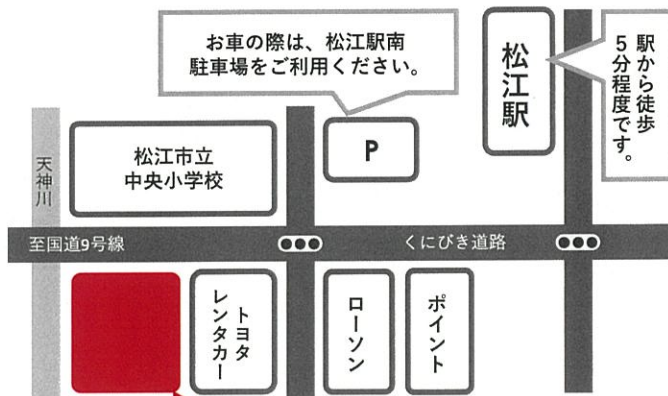 お車の際は、松江駅南
駐車場をご利用ください。
松江駅
駅から徒歩
5分程度です。
天神川
松江市立
中央小学校
P
至国道9号線
くにびき道路
トヨタ
レンタカー
ローソン
ポイント